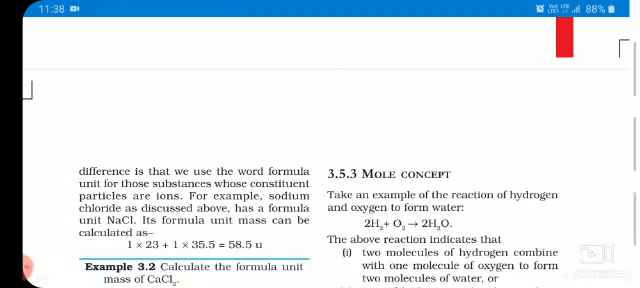 11:38
88%
difference is that we use the word formula
unit for those substances whose constituent
particles are ions. For example, sodium
chloride as discussed above, has a formula
unit NaCl. Its formula unit mass can be
calculated as–
1 × 23 + 1 × 35.5 = 58.5 u
Example 3.2 Calculate the formula unit
mass of CaCl₂.
3.5.3 MOLE CONCEPT
Take an example of the reaction of hydrogen
and oxygen to form water:
2H₂+ O₂ → 2H₂O.
The above reaction indicates that
(i) two molecules of hydrogen combine
with one molecule of oxygen to form
two molecules of water, or